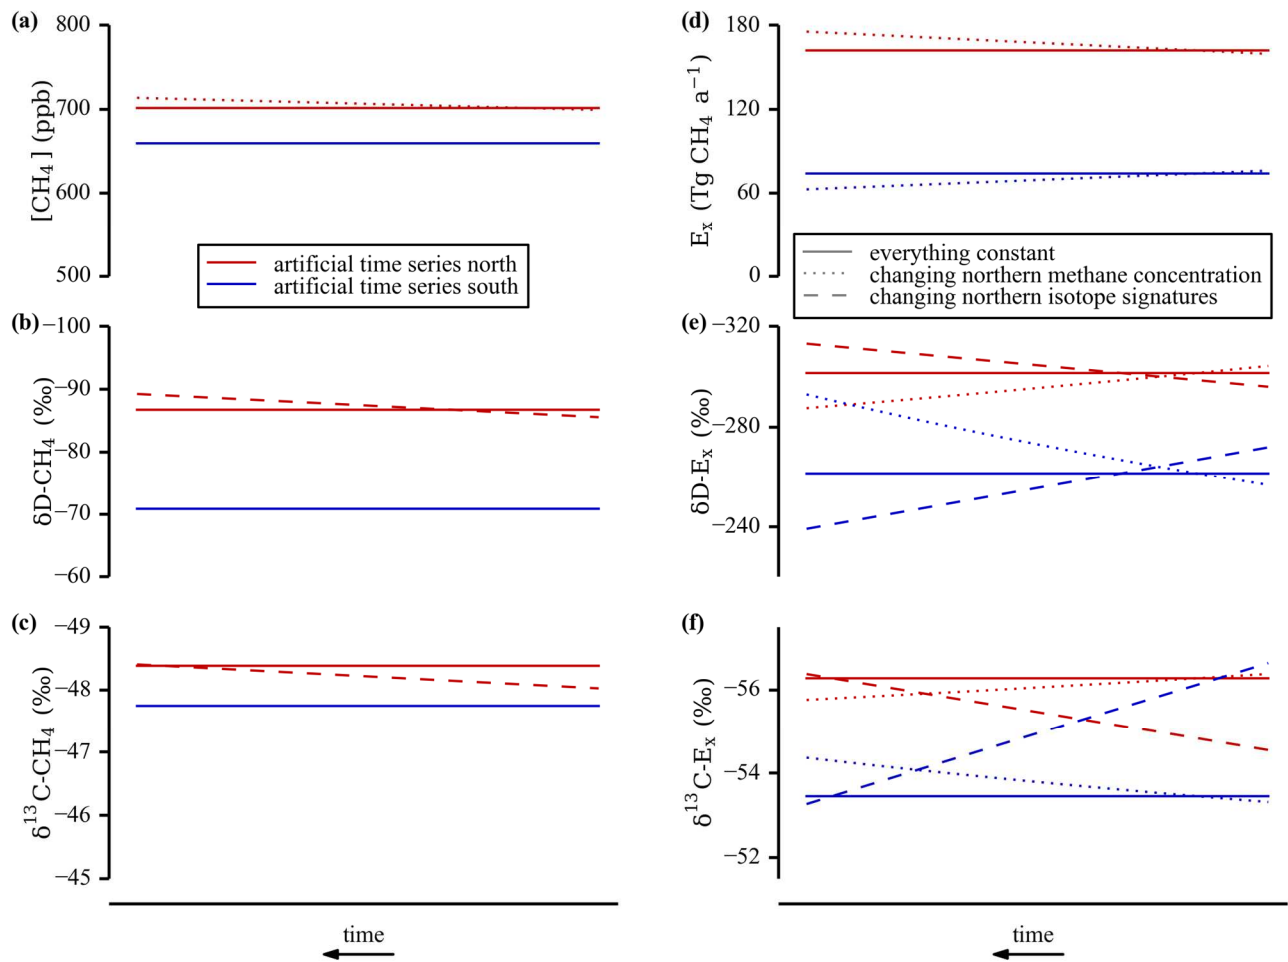 (a)
800
700
600
500
[CH₄] (ppb)
artificial time series north
artificial time series south
(b)
−100
−90
−80
−70
−60
δD-CH₄ (‰)
(c)
−49
−48
−47
−46
−45
δ¹³C-CH₄ (‰)
time
(d)
180
120
60
0
Eₓ (Tg CH₄ a⁻¹)
everything constant
changing northern methane concentration
changing northern isotope signatures
(e)
−320
−280
−240
δD-Eₓ (‰)
(f)
−56
−54
−52
δ¹³C-Eₓ (‰)
time